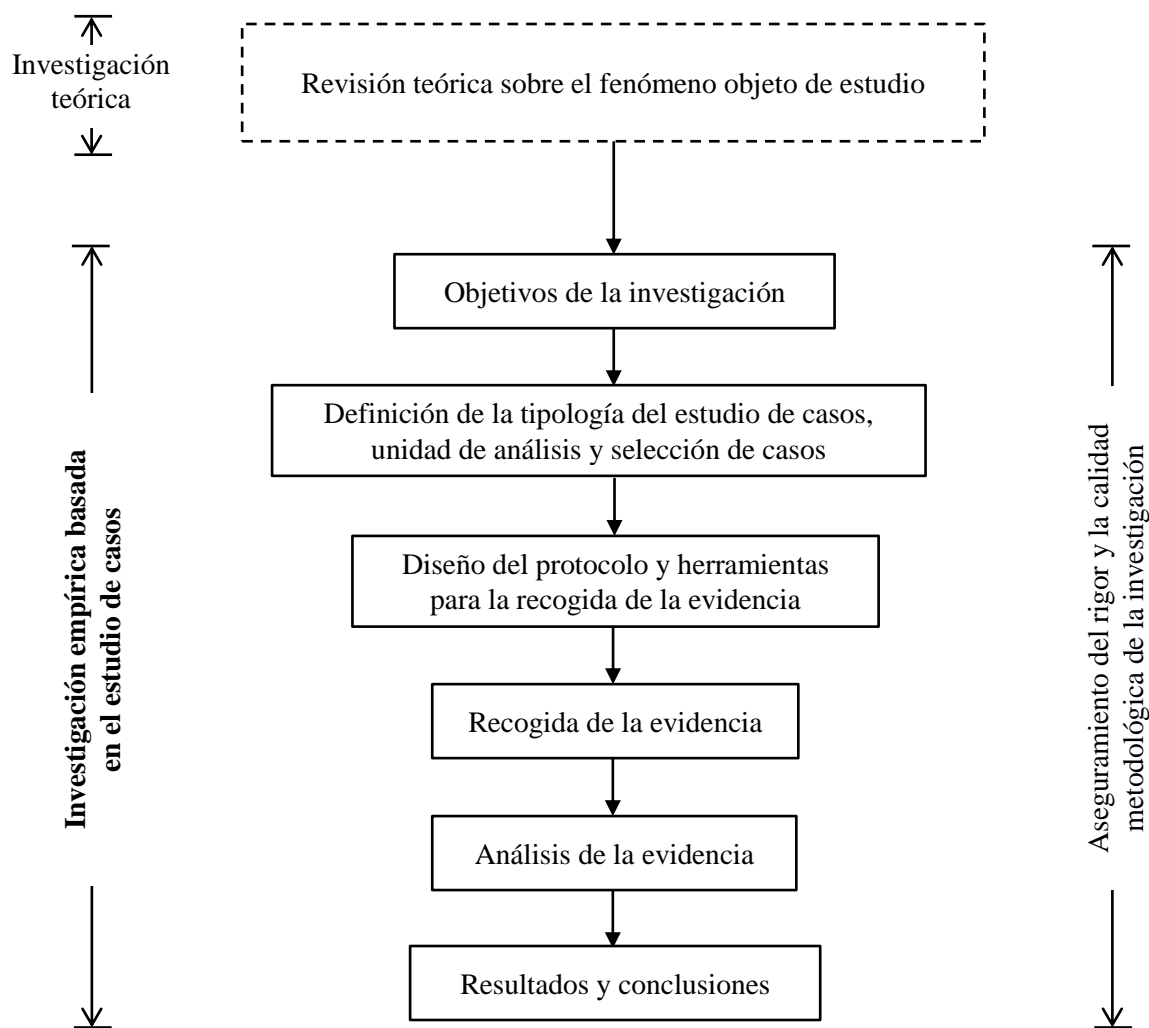 Investigación
teórica
Revisión teórica sobre el fenómeno objeto de estudio
Objetivos de la investigación
Definición de la tipología del estudio de casos,
unidad de análisis y selección de casos
Diseño del protocolo y herramientas
para la recogida de la evidencia
Recogida de la evidencia
Análisis de la evidencia
Resultados y conclusiones
Investigación empírica basada
en el estudio de casos
Aseguramiento del rigor y la calidad
metodológica de la investigación